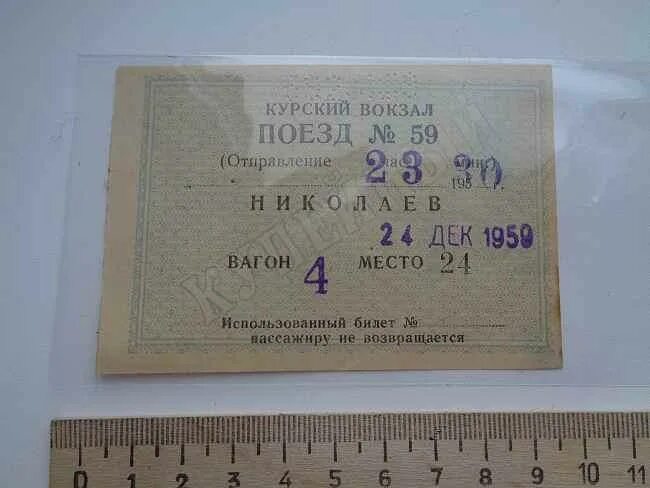 КУРСКИЙ ВОКЗАЛ
ПОЕЗД № 59
(Отправление 23 час 30 мин.)
195 г.
НИКОЛАЕВ
24 ДЕК 1959
ВАГОН 4 МЕСТО 24
Использованный билет №
пассажиру не возвращается
КУПЕЙНЫЙ
0 1 2 3 4 5 6 7 8 9 10 11